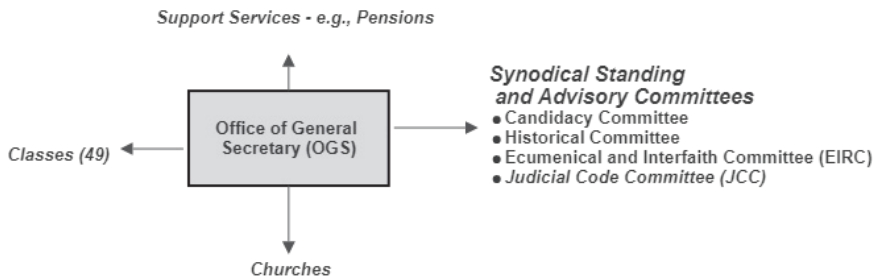 Support Services - e.g., Pensions
Synodical Standing
and Advisory Committees
• Candidacy Committee
• Historical Committee
• Ecumenical and Interfaith Committee (EIRC)
• Judicial Code Committee (JCC)
Office of General
Secretary (OGS)
Classes (49)
Churches